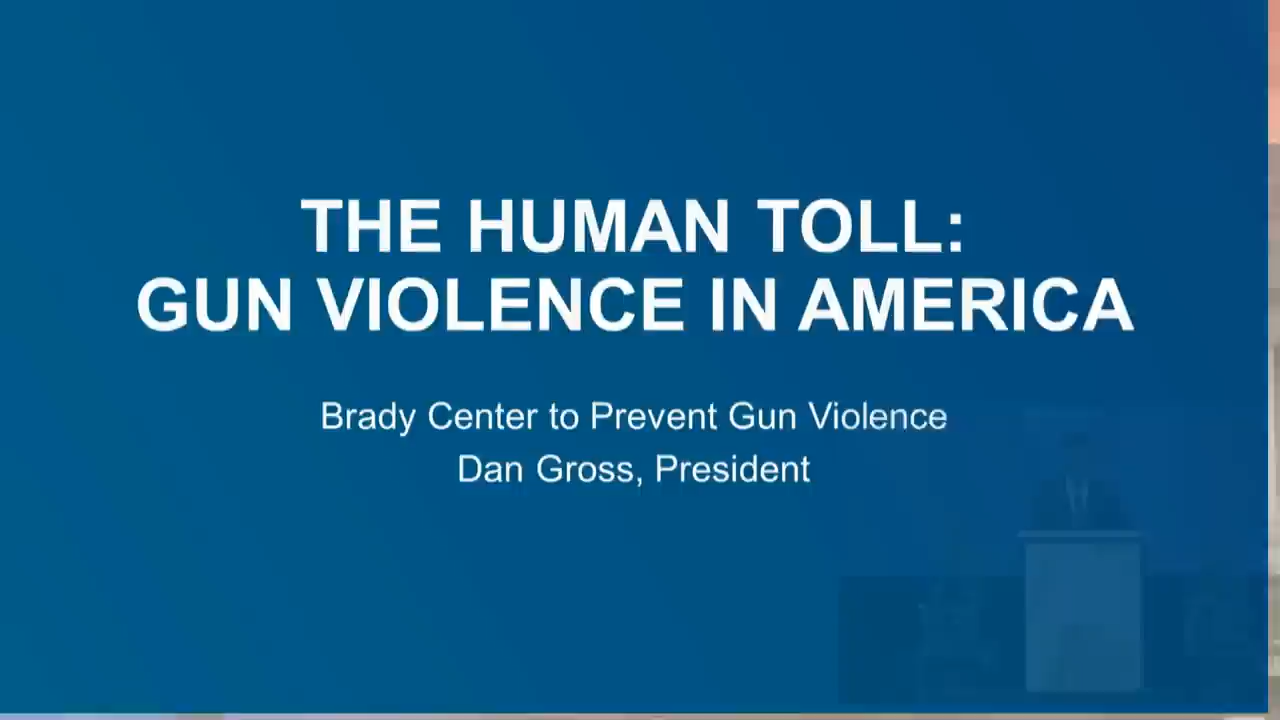 THE HUMAN TOLL:
GUN VIOLENCE IN AMERICA
Brady Center to Prevent Gun Violence
Dan Gross, President